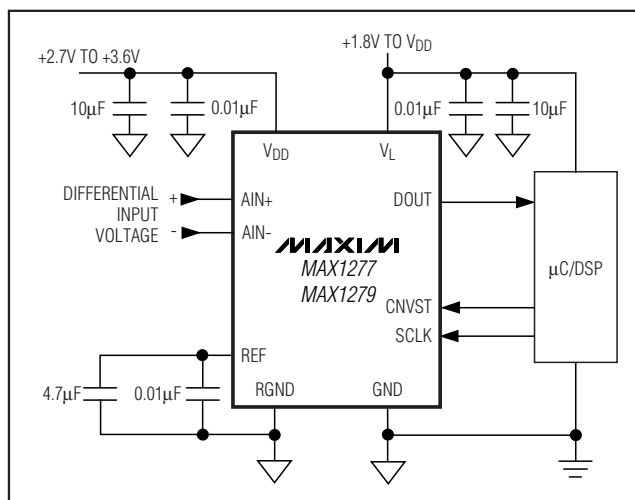 +1.8V TO VDD
+2.7V TO +3.6V
10µF
0.01µF
0.01µF
10µF
VDD
VL
DIFFERENTIAL
INPUT
VOLTAGE
+
-
AIN+
AIN-
DOUT
MAXIM
MAX1277
MAX1279
µC/DSP
CNVST
SCLK
REF
4.7µF
0.01µF
RGND
GND